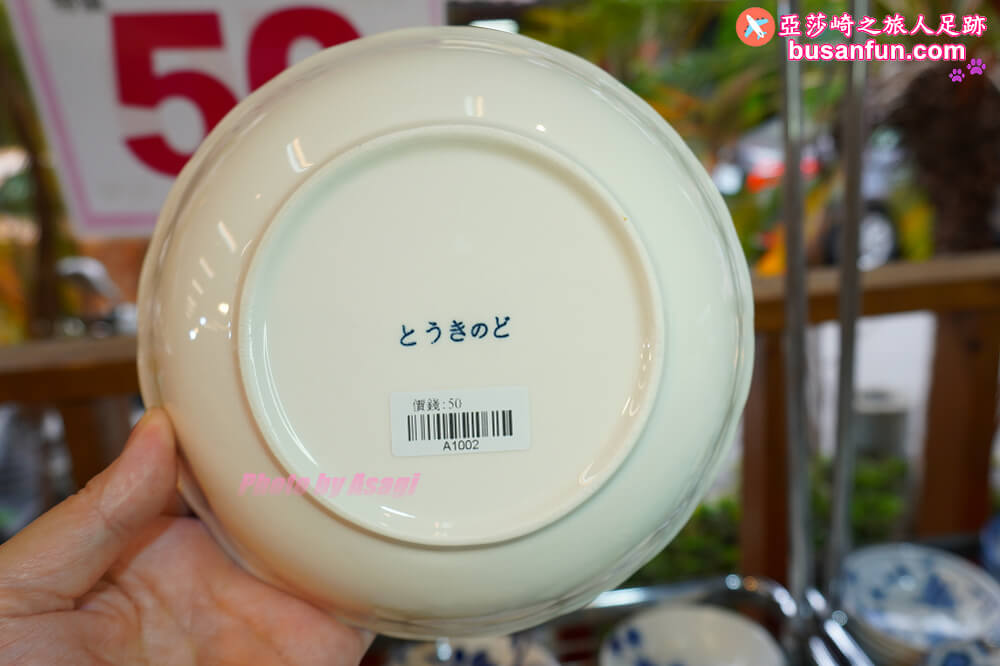 亞莎崎之旅人足跡
busanfun.com
50
とうきのど
價錢:50
A1002
Photo by Asagi